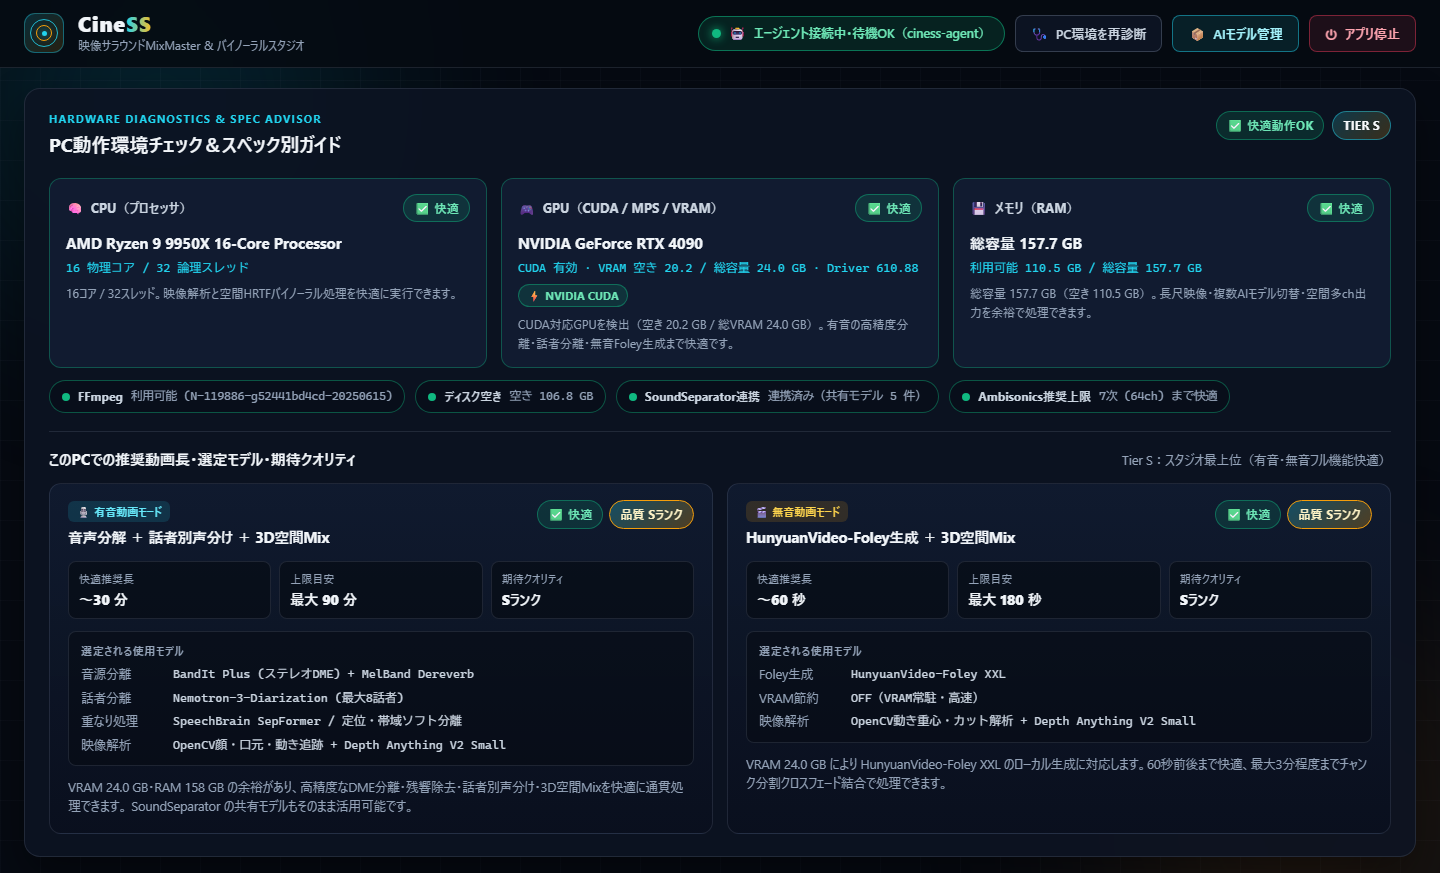 CineSS
映像サラウンドMixMaster & バイノーラルスタジオ
エージェント接続中・待機OK（ciness-agent）
PC環境を再診断
AIモデル管理
アプリ停止
HARDWARE DIAGNOSTICS & SPEC ADVISOR
PC動作環境チェック＆スペック別ガイド
快適動作OK
TIER S
CPU（プロセッサ）
快適
AMD Ryzen 9 9950X 16-Core Processor
16 物理コア / 32 論理スレッド
16コア / 32スレッド。映像解析と空間HRTFバイノーラル処理を快適に実行できます。
GPU（CUDA / MPS / VRAM）
快適
NVIDIA GeForce RTX 4090
CUDA 有効 · VRAM 空き 20.2 / 総容量 24.0 GB · Driver 610.88
NVIDIA CUDA
CUDA対応GPUを検出（空き 20.2 GB / 総VRAM 24.0 GB）。有音の高精度分
離・話者分離・無音Foley生成まで快適です。
メモリ（RAM）
快適
総容量 157.7 GB
利用可能 110.5 GB / 総容量 157.7 GB
総容量 157.7 GB（空き 110.5 GB）。長尺映像・複数AIモデル切替・空間多ch出
力を余裕で処理できます。
FFmpeg 利用可能 (N-119886-g52441bd4cd-20250615)
ディスク空き 空き 106.8 GB
SoundSeparator連携 連携済み（共有モデル 5 件）
Ambisonics推奨上限 7次（64ch）まで快適
このPCでの推奨動画長・選定モデル・期待クオリティ
Tier S：スタジオ最上位（有音・無音フル機能快適）
有音動画モード
快適
品質 Sランク
音声分解 ＋ 話者別声分け ＋ 3D空間Mix
快適推奨長
〜30 分
上限目安
最大 90 分
期待クオリティ
Sランク
選定される使用モデル
音源分離 BandIt Plus (ステレオDME) + MelBand Dereverb
話者分離 Nemotron-3-Diarization (最大8話者)
重なり処理 SpeechBrain SepFormer / 定位・帯域ソフト分離
映像解析 OpenCV顔・口元・動き追跡 + Depth Anything V2 Small
VRAM 24.0 GB・RAM 158 GB の余裕があり、高精度なDME分離・残響除去・話者別声分け・3D空間Mixを快適に一貫処
理できます。 SoundSeparator の共有モデルもそのまま活用可能です。
無音動画モード
快適
品質 Sランク
HunyuanVideo-Foley生成 ＋ 3D空間Mix
快適推奨長
〜60 秒
上限目安
最大 180 秒
期待クオリティ
Sランク
選定される使用モデル
Foley生成 HunyuanVideo-Foley XXL
VRAM節約 OFF（VRAM常駐・高速）
映像解析 OpenCV動き重心・カット解析 + Depth Anything V2 Small
VRAM 24.0 GB により HunyuanVideo-Foley XXL のローカル生成に対応します。60秒前後まで快適、最大3分程度までチャン
ク分割クロスフェード結合で処理できます。